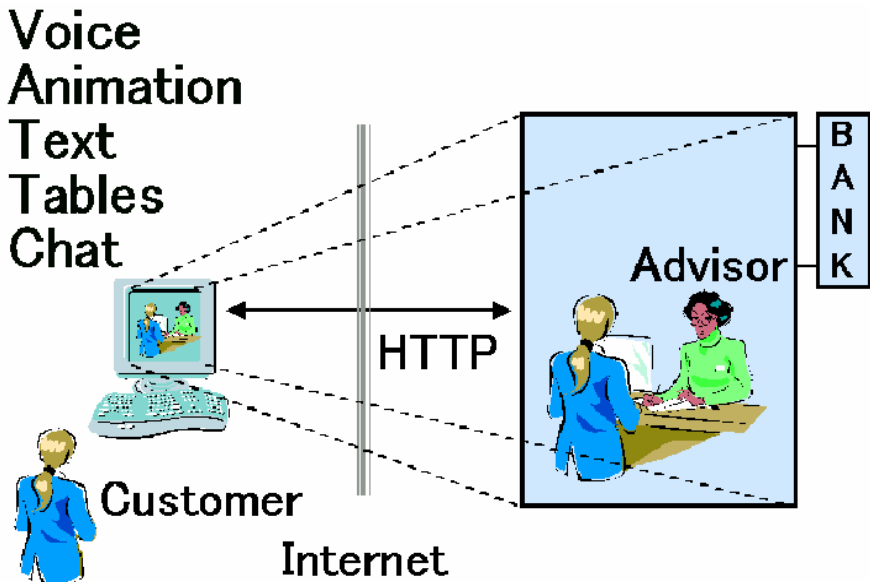 Voice
Animation
Text
Tables
Chat
B
A
N
K
Advisor
HTTP
Customer
Internet